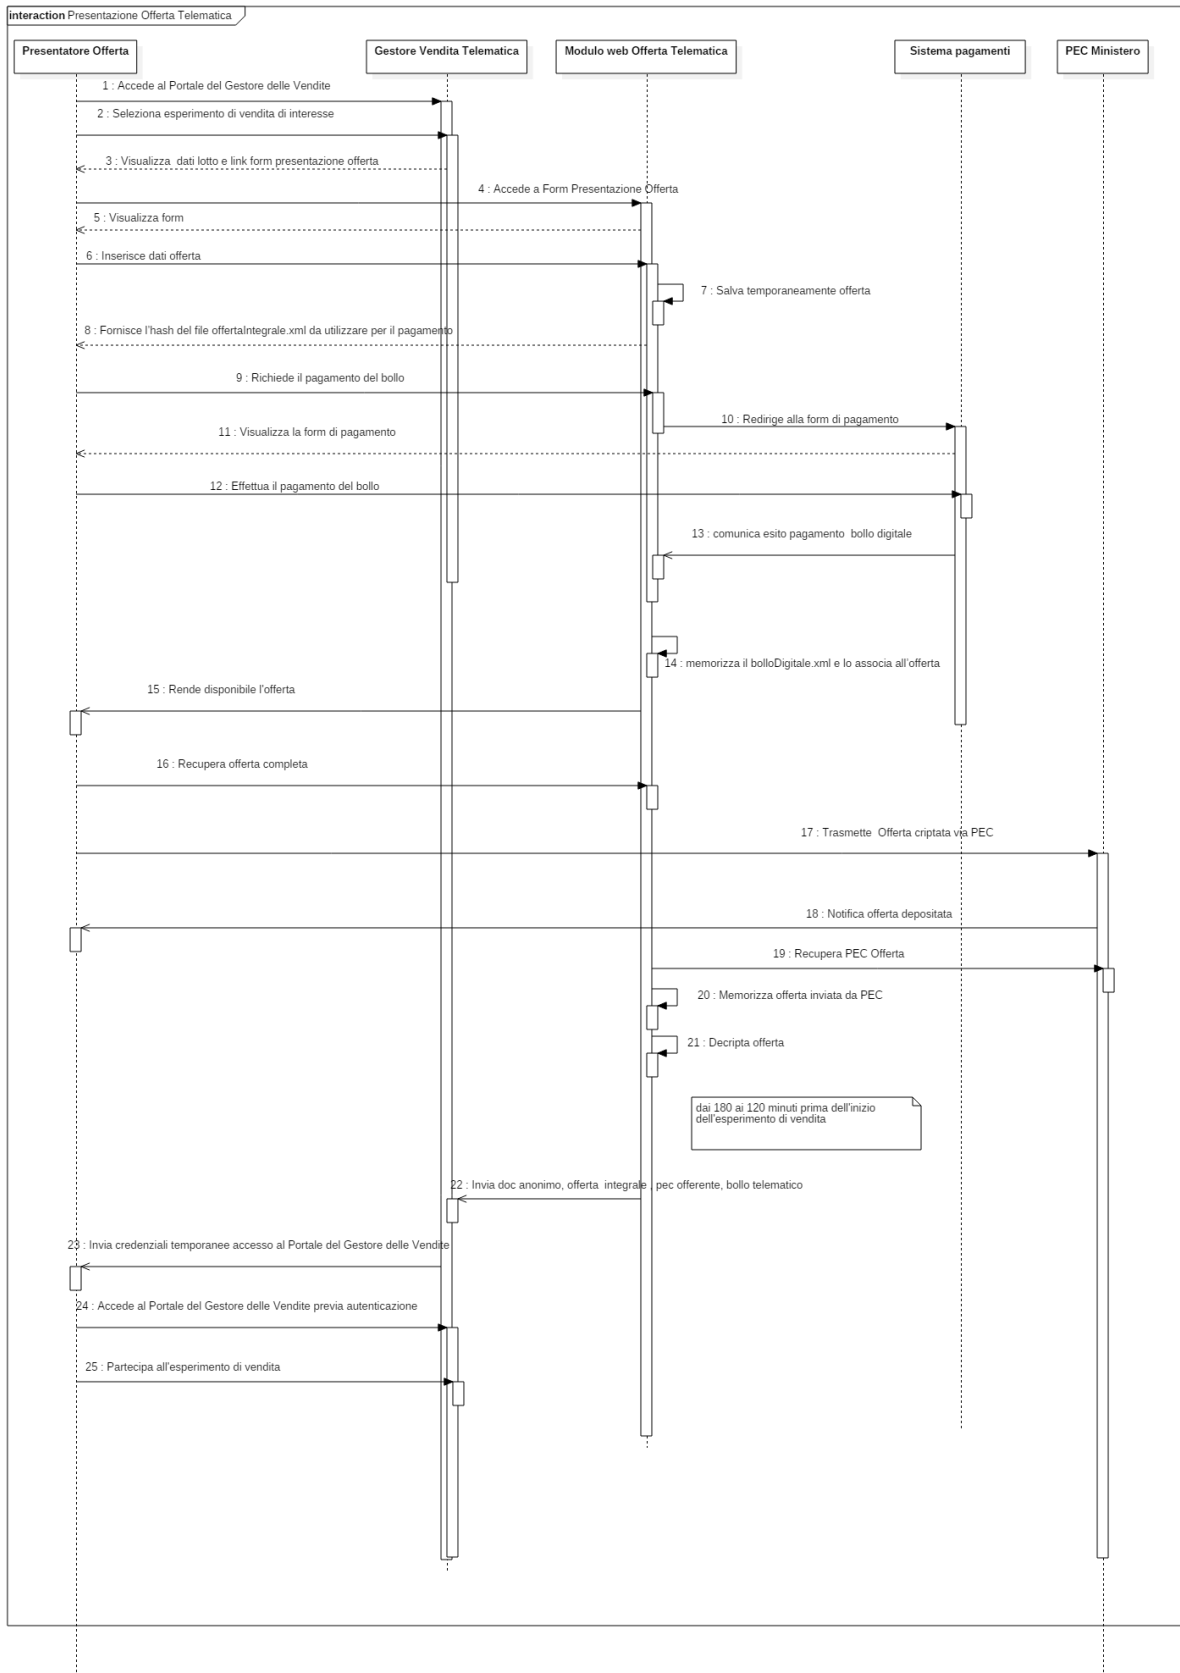 interaction Presentazione Offerta Telematica
Presentatore Offerta
Gestore Vendita Telematica
Modulo web Offerta Telematica
Sistema pagamenti
PEC Ministero
1 : Accede al Portale del Gestore delle Vendite
2 : Seleziona esperimento di vendita di interesse
3 : Visualizza  dati lotto e link form presentazione offerta
4 : Accede a Form Presentazione Offerta
5 : Visualizza form
6 : Inserisce dati offerta
7 : Salva temporaneamente offerta
8 : Fornisce l'hash del file offertaIntegrale.xml da utilizzare per il pagamento
9 : Richiede il pagamento del bollo
10 : Redirige alla form di pagamento
11 : Visualizza la form di pagamento
12 : Effettua il pagamento del bollo
13 : comunica esito pagamento  bollo digitale
14 : memorizza il bolloDigitale.xml e lo associa all'offerta
15 : Rende disponibile l'offerta
16 : Recupera offerta completa
17 : Trasmette  Offerta criptata via PEC
18 : Notifica offerta depositata
19 : Recupera PEC Offerta
20 : Memorizza offerta inviata da PEC
21 : Decripta offerta
dai 180 ai 120 minuti prima dell'inizio
dell'esperimento di vendita
22 : Invia doc anonimo, offerta  integrale , pec offerente, bollo telematico
23 : Invia credenziali temporanee accesso al Portale del Gestore delle Vendite
24 : Accede al Portale del Gestore delle Vendite previa autenticazione
25 : Partecipa all'esperimento di vendita